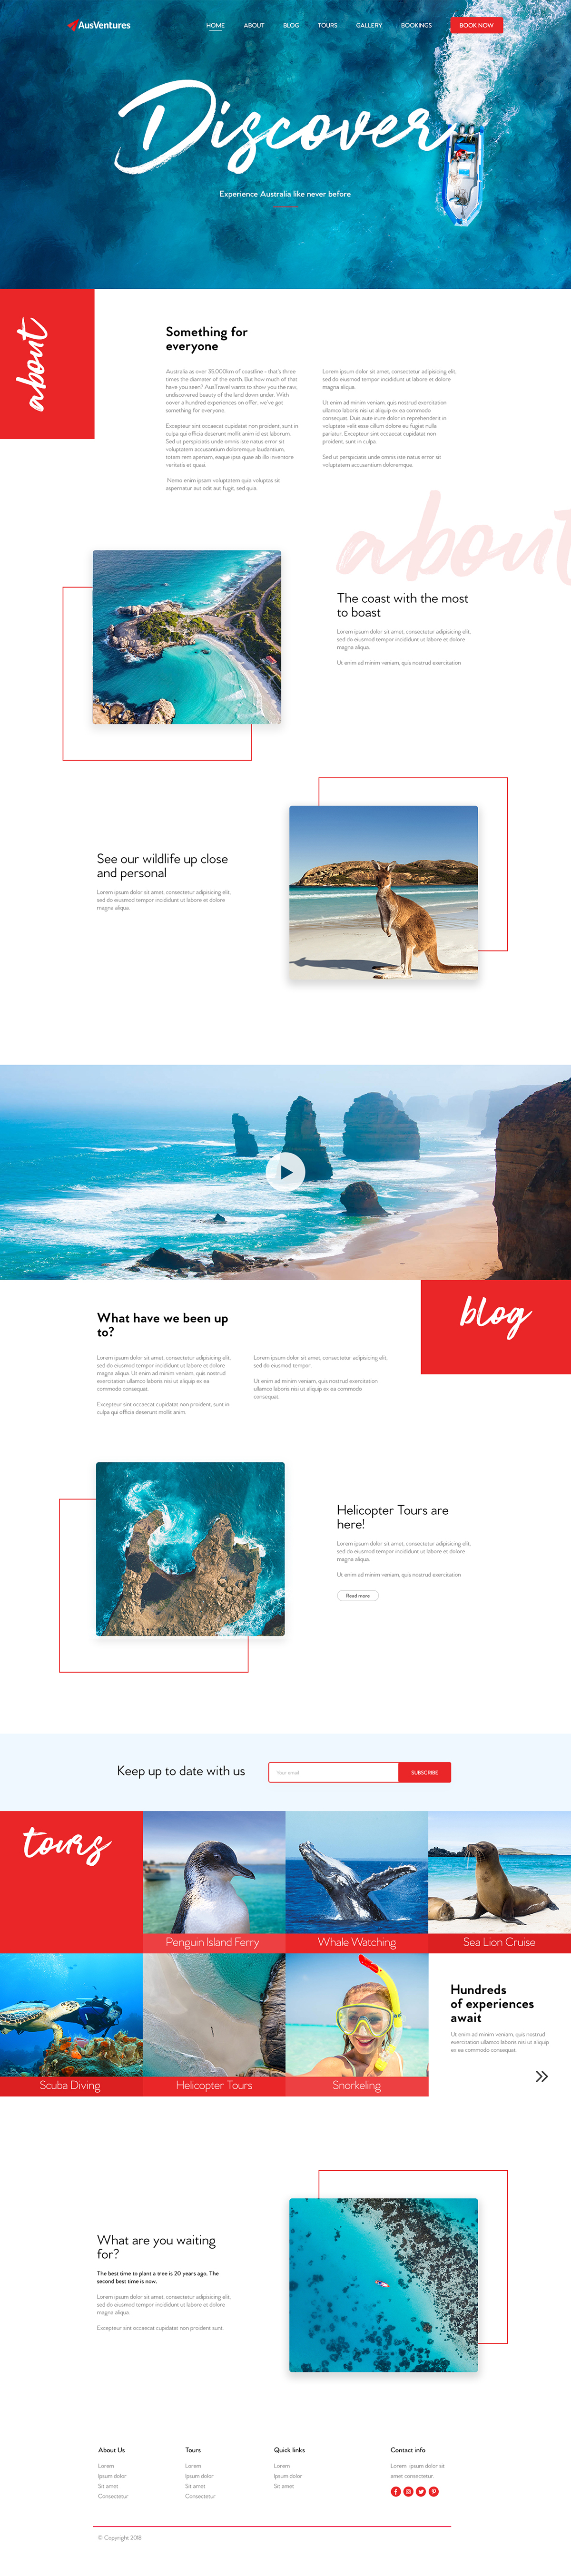 AusVentures
HOME ABOUT BLOG TOURS GALLERY BOOKINGS BOOK NOW
Discover
Experience Australia like never before
about
Something for
everyone
Australia as over 35,000km of coastline - that's three
times the diameter of the earth. But how much of that
have you seen? AusTravel wants to show you the raw,
undiscovered beauty of the land down under. With
over a hundred experiences on offer, we've got
something for everyone.
Excepteur sint occaecat cupidatat non proident, sunt in
culpa qui officia deserunt mollit anim id est laborum.
Sed ut perspiciatis unde omnis iste natus error sit
voluptatem accusantium doloremque laudantium,
totam rem aperiam, eaque ipsa quae ab illo inventore
veritatis et quasi.
Nemo enim ipsam voluptatem quia voluptas sit
aspernatur aut odit aut fugit, sed quia.
Lorem ipsum dolor sit amet, consectetur adipisicing elit,
sed do eiusmod tempor incididunt ut labore et dolore
magna aliqua.
Ut enim ad minim veniam, quis nostrud exercitation
ullamco laboris nisi ut aliquip ex ea commodo
consequat. Duis aute irure dolor in reprehenderit in
voluptate velit esse cillum dolore eu fugiat nulla
pariatur. Excepteur sint occaecat cupidatat non
proident, sunt in culpa.
Sed ut perspiciatis unde omnis iste natus error sit
voluptatem accusantium doloremque.
about
The coast with the most
to boast
Lorem ipsum dolor sit amet, consectetur adipisicing elit,
sed do eiusmod tempor incididunt ut labore et dolore
magna aliqua.
Ut enim ad minim veniam, quis nostrud exercitation
See our wildlife up close
and personal
Lorem ipsum dolor sit amet, consectetur adipisicing elit,
sed do eiusmod tempor incididunt ut labore et dolore
magna aliqua.
blog
What have we been up
to?
Lorem ipsum dolor sit amet, consectetur adipisicing elit,
sed do eiusmod tempor incididunt ut labore et dolore
magna aliqua. Ut enim ad minim veniam, quis nostrud
exercitation ullamco laboris nisi ut aliquip ex ea
commodo consequat.
Excepteur sint occaecat cupidatat non proident, sunt in
culpa qui officia deserunt mollit anim.
Lorem ipsum dolor sit amet, consectetur adipisicing elit,
sed do eiusmod tempor.
Ut enim ad minim veniam, quis nostrud exercitation
ullamco laboris nisi ut aliquip ex ea commodo
consequat.
Helicopter Tours are
here!
Lorem ipsum dolor sit amet, consectetur adipisicing elit,
sed do eiusmod tempor incididunt ut labore et dolore
magna aliqua.
Ut enim ad minim veniam, quis nostrud exercitation
Read more
Keep up to date with us
Your email
SUBSCRIBE
tours
Penguin Island Ferry
Whale Watching
Sea Lion Cruise
Scuba Diving
Helicopter Tours
Snorkeling
Hundreds
of experiences
await
Ut enim ad minim veniam, quis nostrud
exercitation ullamco laboris nisi ut aliquip
ex ea commodo consequat.
What are you waiting
for?
The best time to plant a tree is 20 years ago. The
second best time is now.
Lorem ipsum dolor sit amet, consectetur adipisicing elit,
sed do eiusmod tempor incididunt ut labore et dolore
magna aliqua.
Excepteur sint occaecat cupidatat non proident sunt.
About Us
Lorem
Ipsum dolor
Sit amet
Consectetur
Tours
Lorem
Ipsum dolor
Sit amet
Consectetur
Quick links
Lorem
Ipsum dolor
Sit amet
Contact info
Lorem ipsum dolor sit
amet consectetur
© Copyright 2018